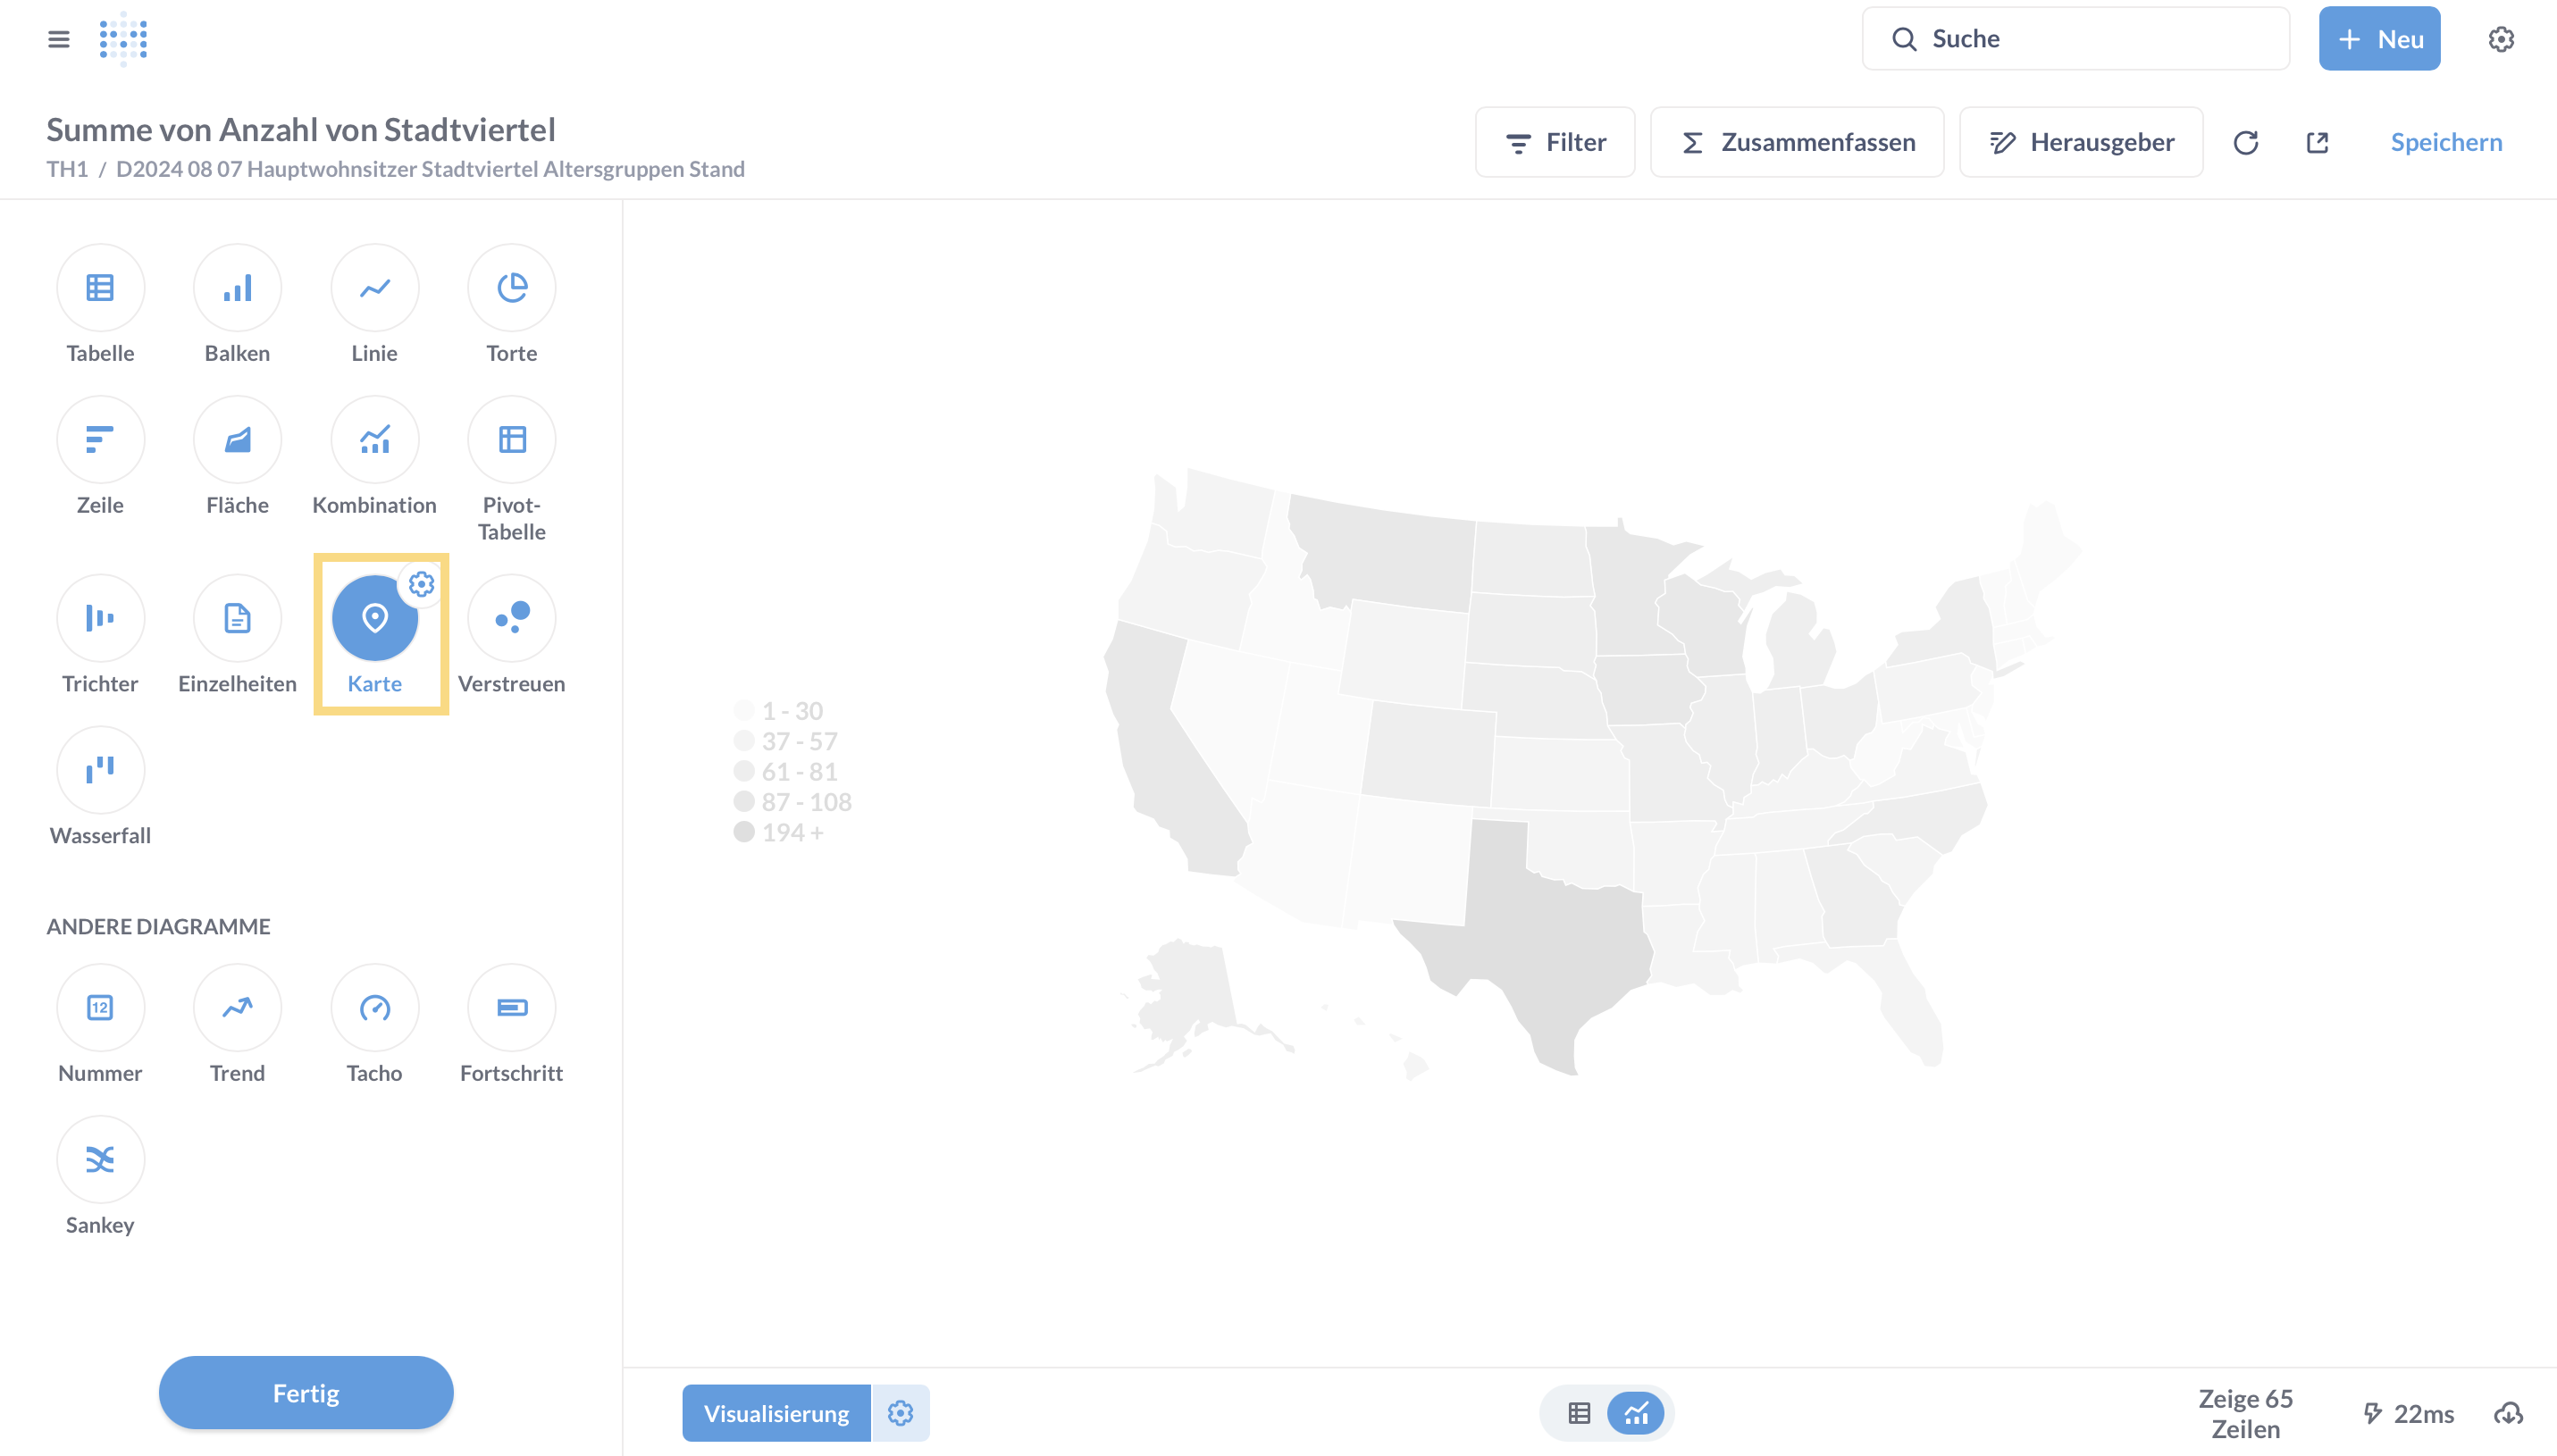 Suche
Neu
Summe von Anzahl von Stadtviertel
TH1 / D2024 08 07 Hauptwohnsitzer Stadtviertel Altersgruppen Stand
Filter
Zusammenfassen
Herausgeber
Speichern
Tabelle
Balken
Linie
Torte
Zeile
Fläche
Kombination
Pivot-
Tabelle
Trichter
Einzelheiten
Karte
Verstreuen
Wasserfall
ANDERE DIAGRAMME
12
Nummer
Trend
Tacho
Fortschritt
Sankey
Fertig
1 - 30
37 - 57
61 - 81
87 - 108
194 +
Visualisierung
Zeige 65
Zeilen
22ms